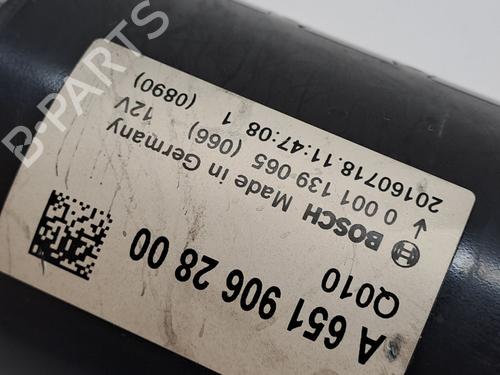 A 651 906 28 00
Q010
BOSCH Made in Germany
0 001 139 065 (066) 12V
20160718.11:47:08 1 (0890)
B-PARTS